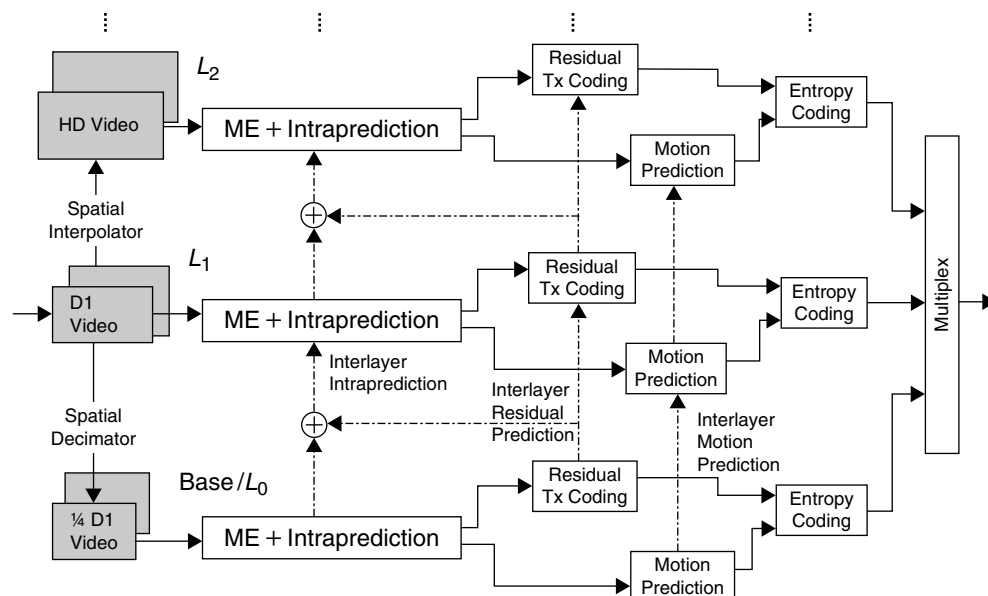 L2
Residual
Tx Coding
Entropy
Coding
HD Video
ME + Intraprediction
Motion
Prediction
Spatial
Interpolator
L1
Residual
Tx Coding
D1
Video
ME + Intraprediction
Entropy
Coding
Multiplex
Motion
Prediction
Interlayer
Intraprediction
Interlayer
Residual
Prediction
Interlayer
Motion
Prediction
Spatial
Decimator
Base/L0
Residual
Tx Coding
Entropy
Coding
¼ D1
Video
ME + Intraprediction
Motion
Prediction